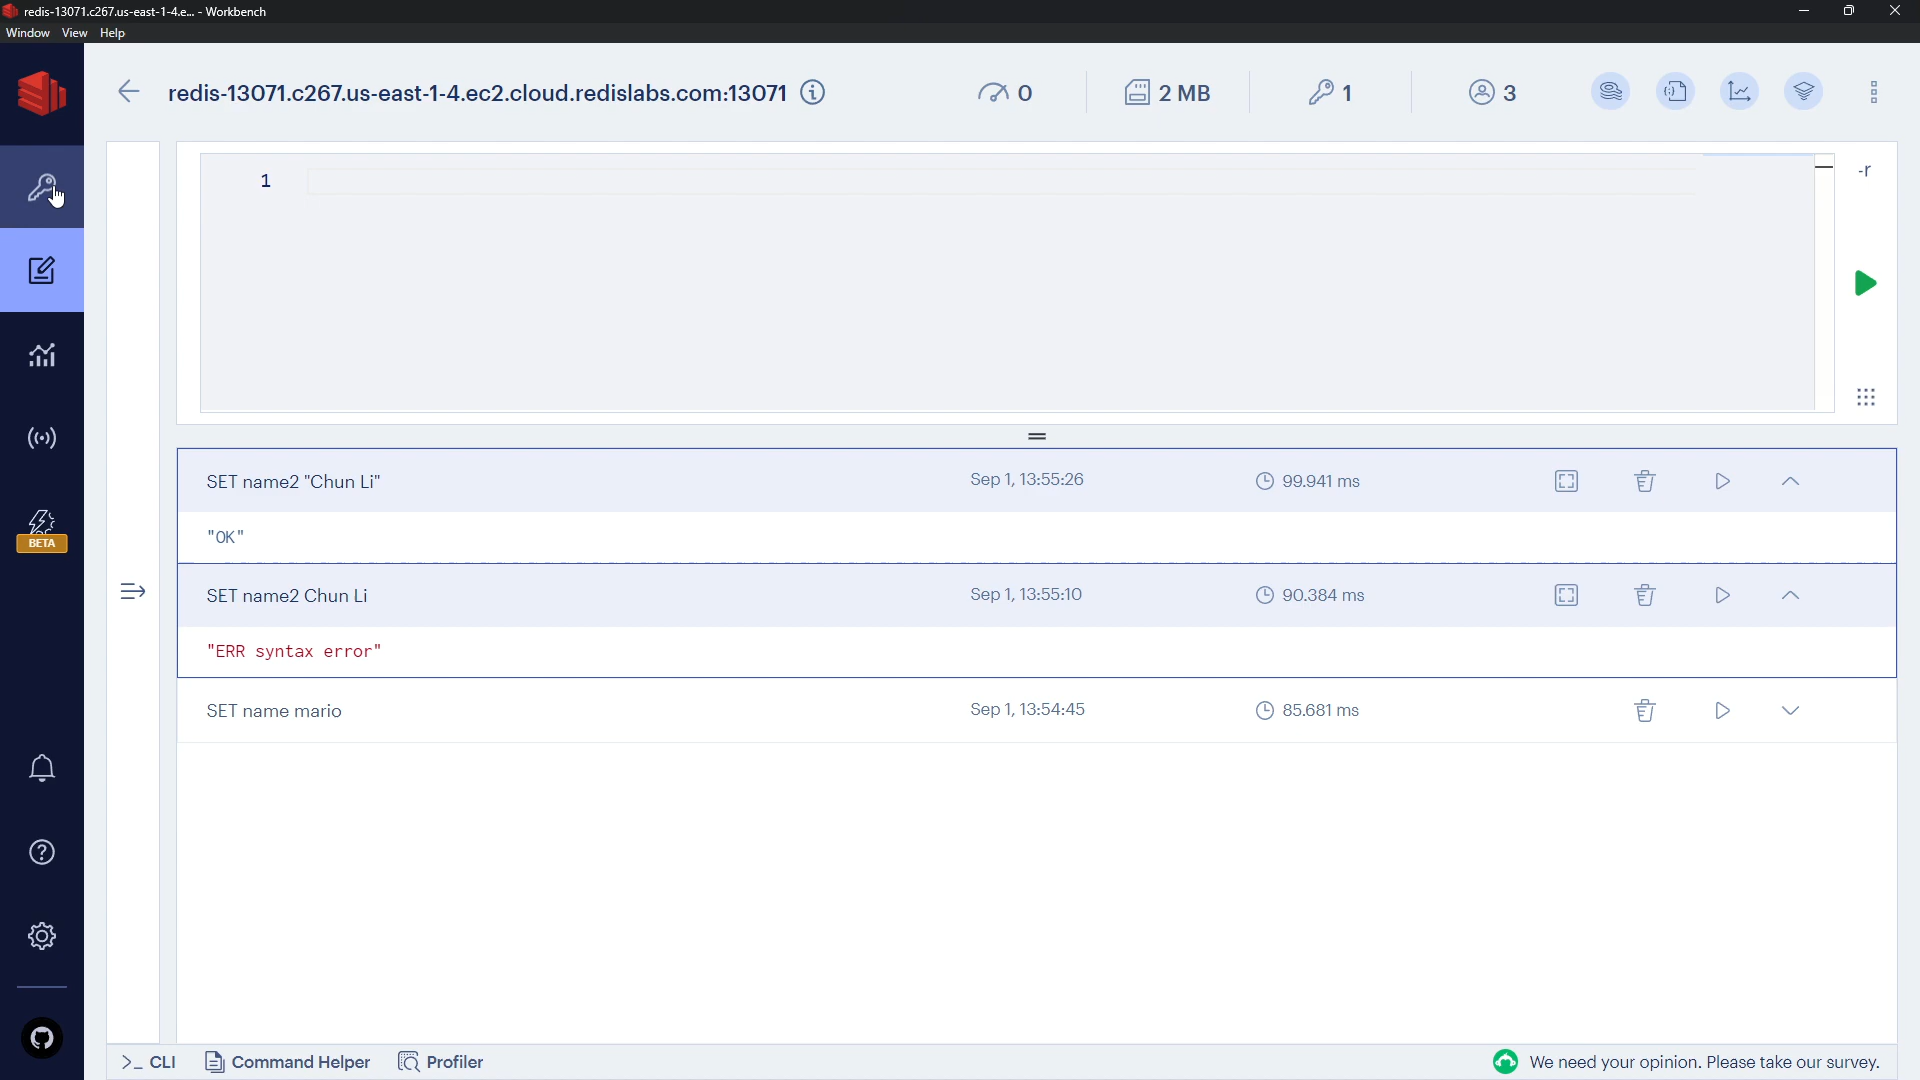 redis-13071.c267.us-east-1-4.e... - Workbench
Window View Help
redis-13071.c267.us-east-1-4.ec2.cloud.redislabs.com:13071 0 2 MB 1 3
1
-r
BETA
SET name2 "Chun Li" Sep 1, 13:55:26 99.941 ms
"OK"
SET name2 Chun Li Sep 1, 13:55:10 90.384 ms
"ERR syntax error"
SET name mario Sep 1, 13:54:45 85.681 ms
>_ CLI Command Helper Profiler We need your opinion. Please take our survey.